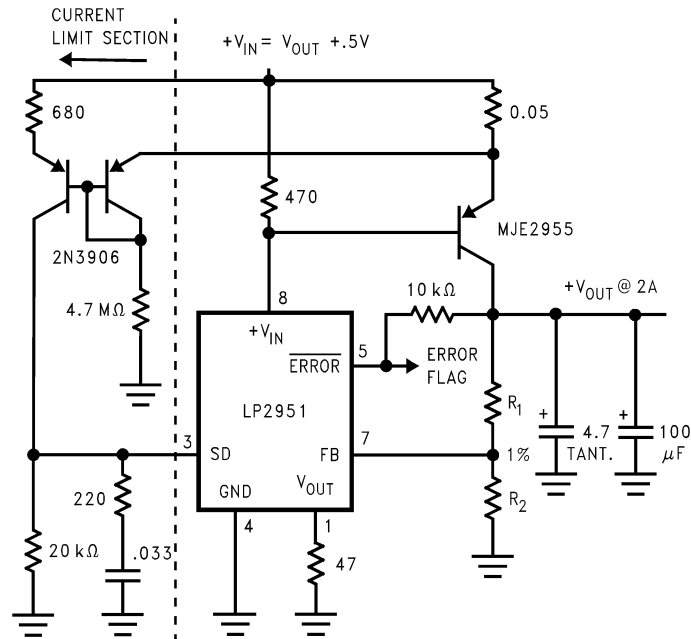 CURRENT
LIMIT SECTION
+VIN = VOUT +.5V
680
0.05
470
MJE2955
2N3906
10 kΩ
+VOUT @ 2A
4.7 MΩ
8
+VIN
5
ERROR
ERROR
FLAG
LP2951
R1
+
+
4.7
TANT.
100
μF
3
SD
7
FB
1%
220
GND
VOUT
R2
4
1
20 kΩ
.033
47